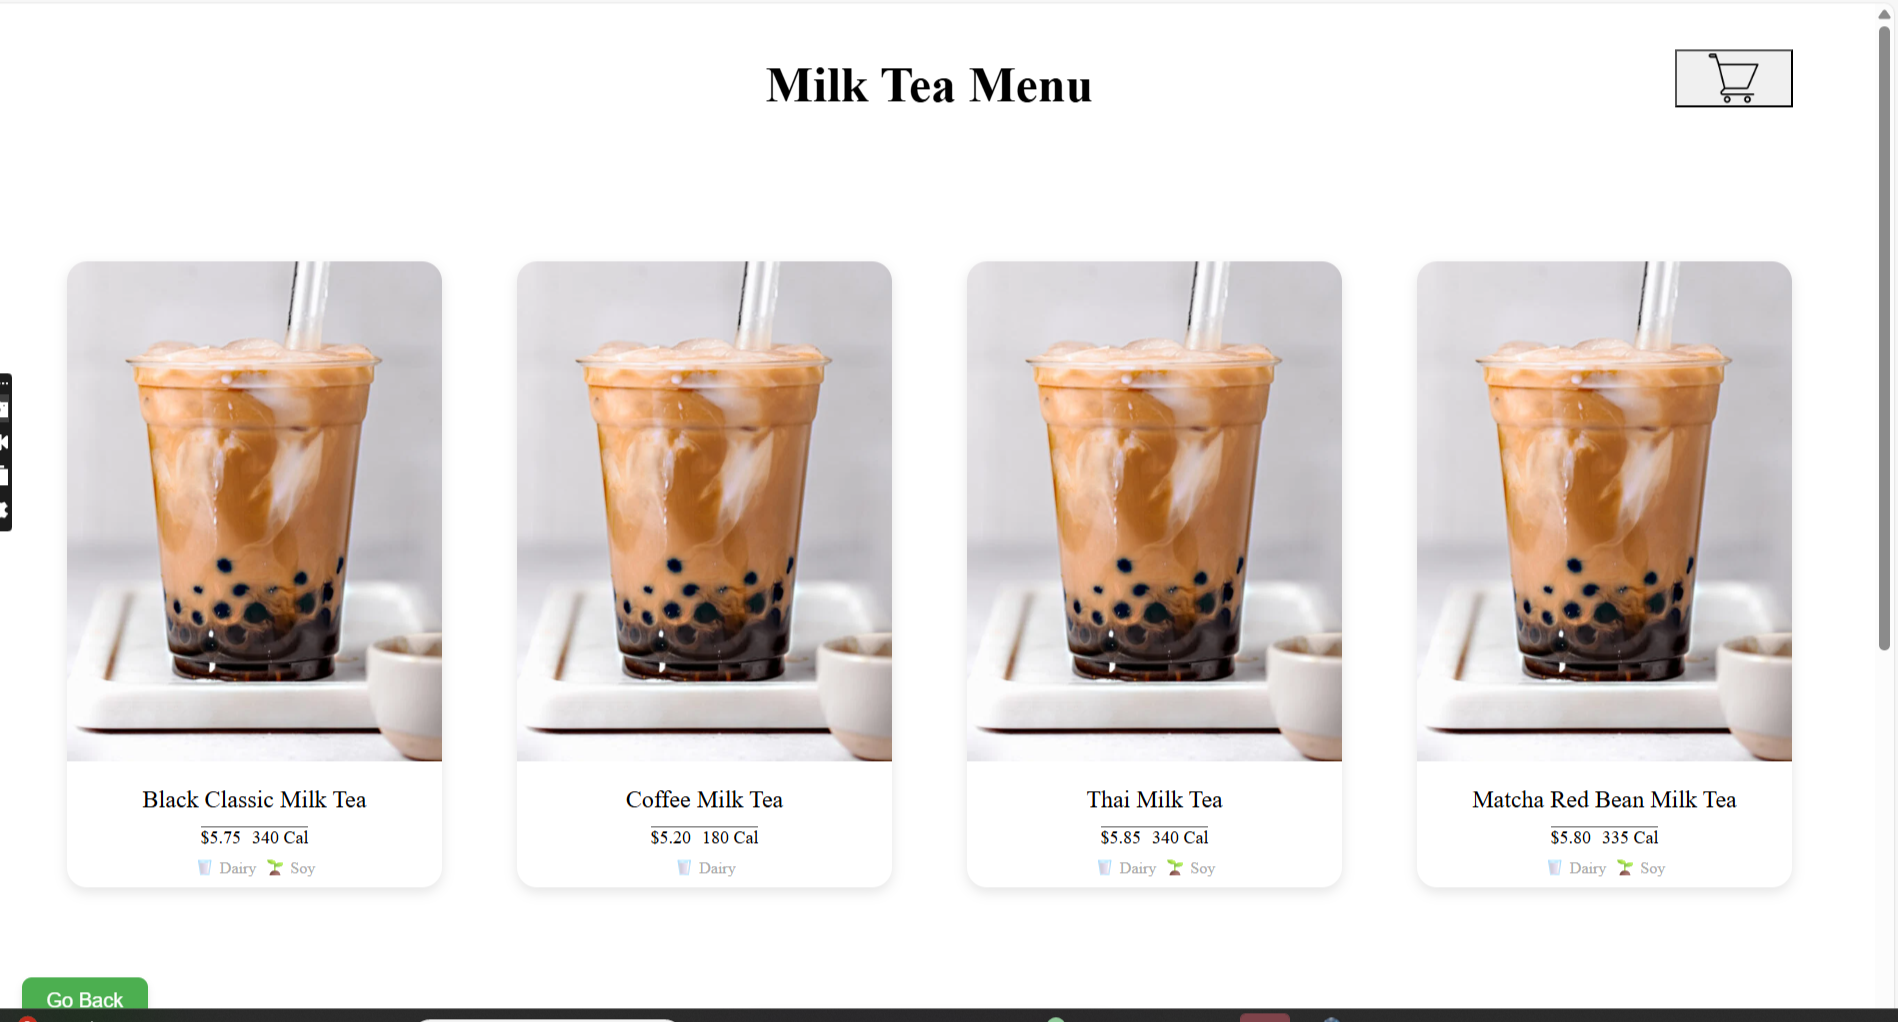 Milk Tea Menu
Black Classic Milk Tea
$5.75 340 Cal
Dairy Soy
Coffee Milk Tea
$5.20 180 Cal
Dairy
Thai Milk Tea
$5.85 340 Cal
Dairy Soy
Matcha Red Bean Milk Tea
$5.80 335 Cal
Dairy Soy
Go Back